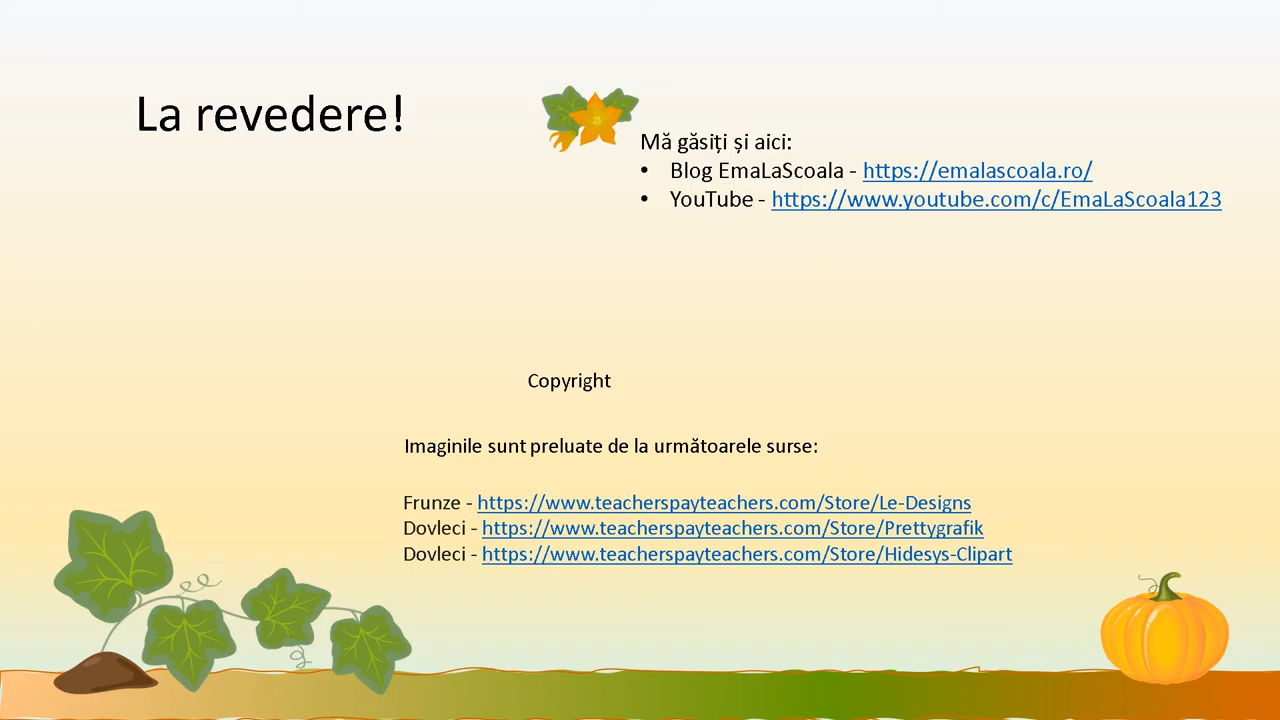 La revedere!
Mă găsiți și aici:
• Blog EmaLaScoala - https://emalascoala.ro/
• YouTube - https://www.youtube.com/c/EmaLaScoala123
Copyright
Imaginile sunt preluate de la următoarele surse:
Frunze - https://www.teacherspayteachers.com/Store/Le-Designs
Dovleci - https://www.teacherspayteachers.com/Store/Prettygrafik
Dovleci - https://www.teacherspayteachers.com/Store/Hidesys-Clipart